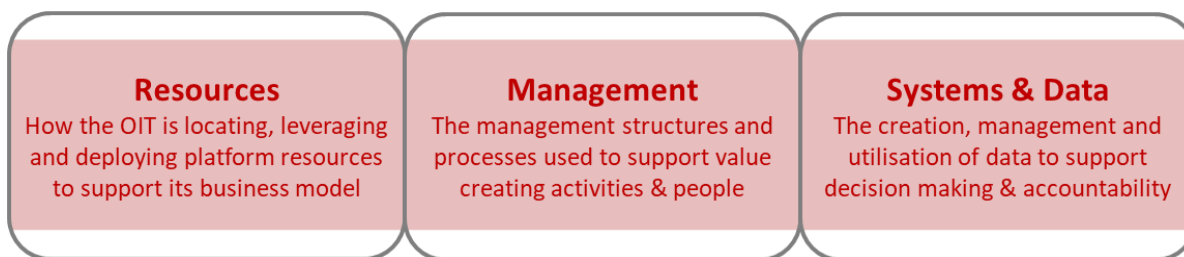 Resources
How the OIT is locating, leveraging
and deploying platform resources
to support its business model
Management
The management structures and
processes used to support value
creating activities & people
Systems & Data
The creation, management and
utilisation of data to support
decision making & accountability